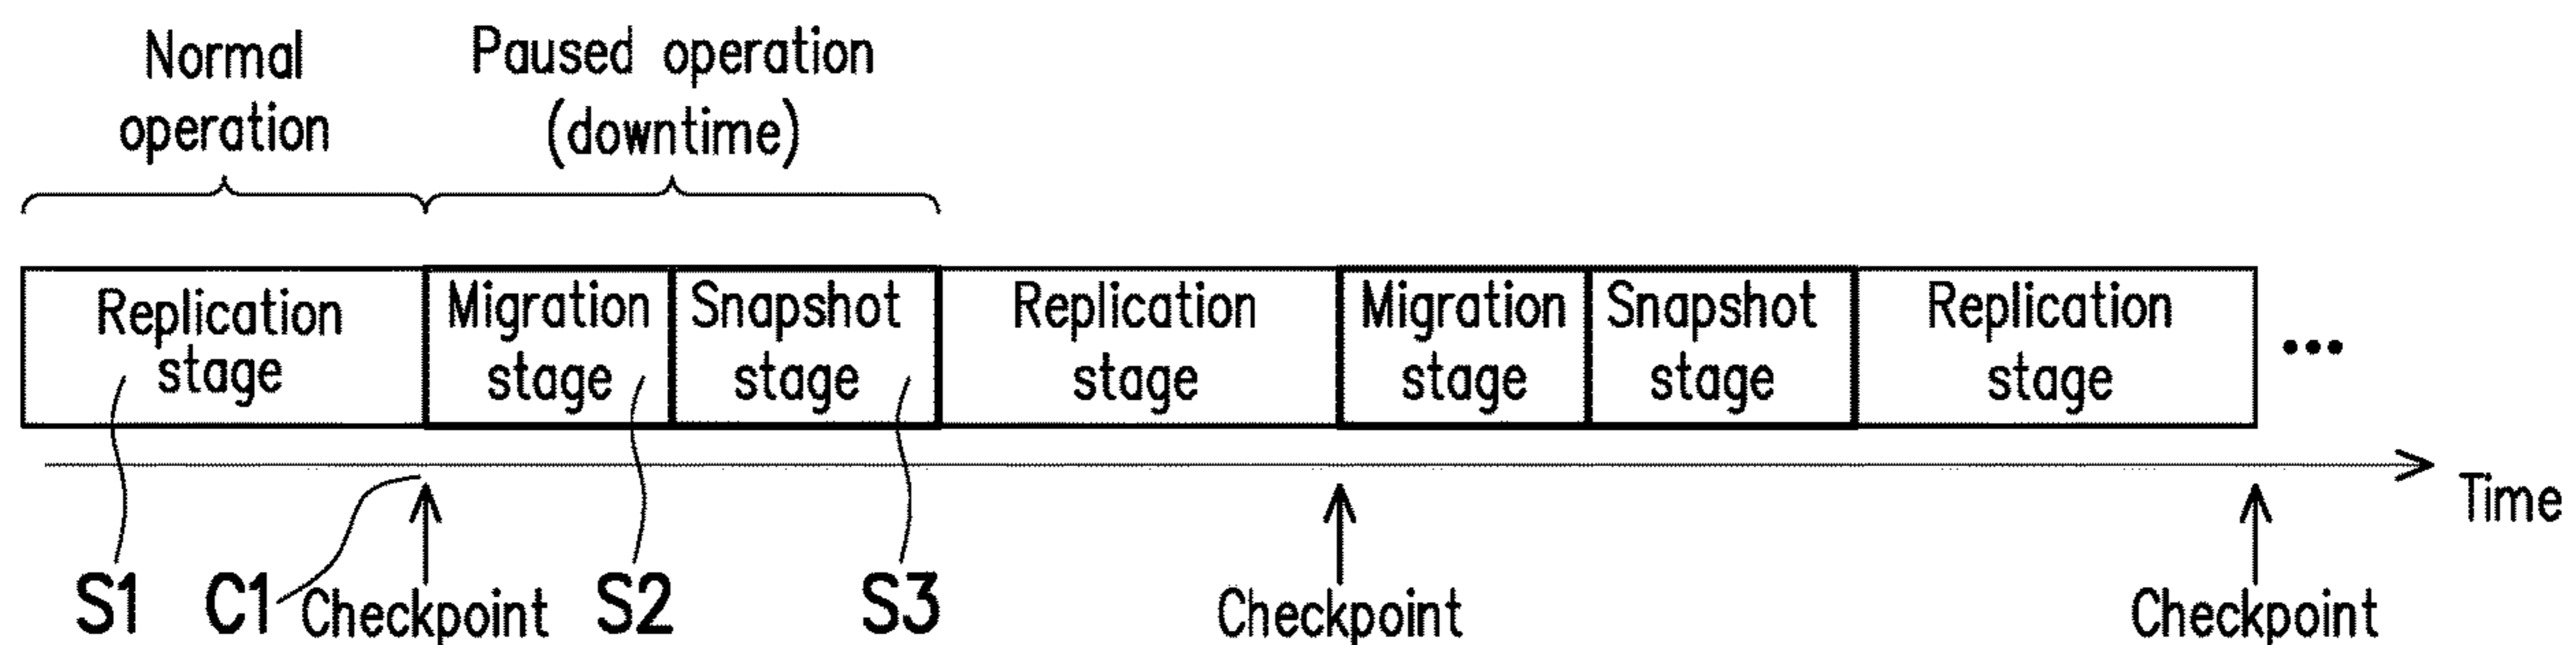 Normal
operation
Paused operation
(downtime)
Replication
stage
Migration
stage
Snapshot
stage
Replication
stage
Migration
stage
Snapshot
stage
Replication
stage
•••
Time
S1
C1
Checkpoint
S2
S3
Checkpoint
Checkpoint